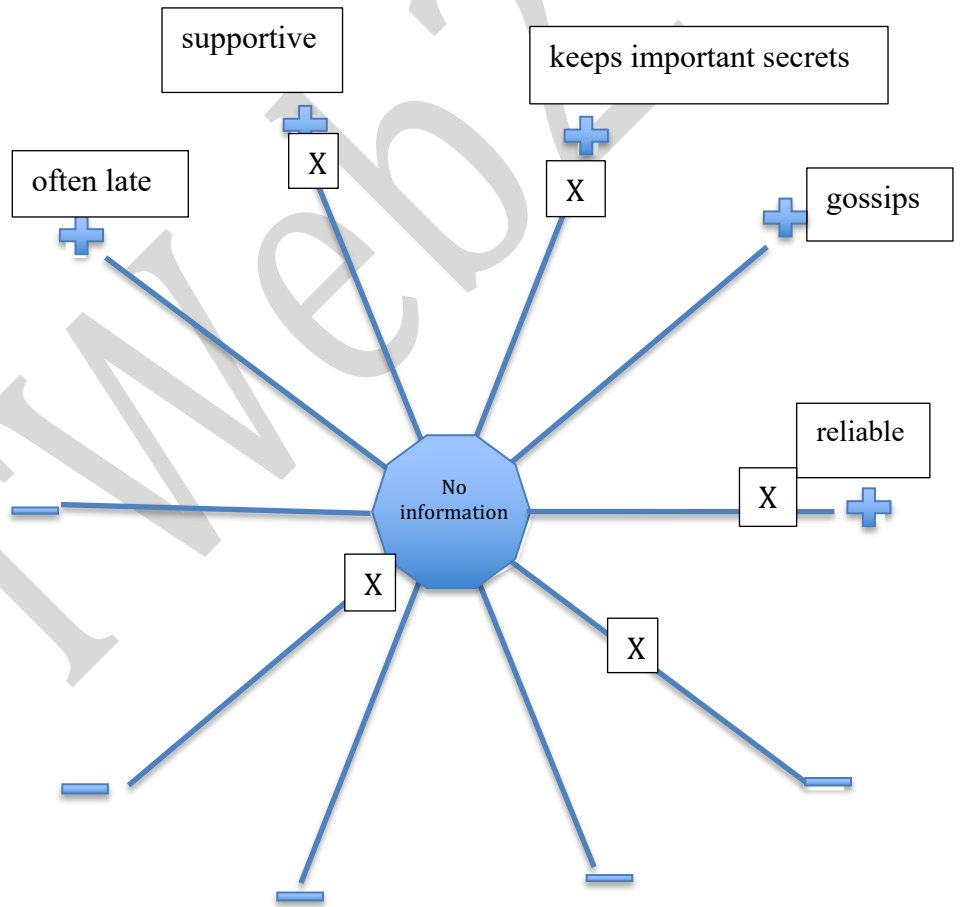 supportive
keeps important secrets
X
X
often late
gossips
reliable
No
information
X
X
X